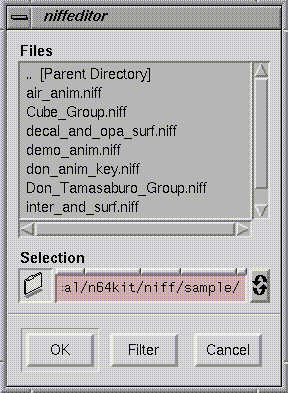 niffeditor
Files
.. [Parent Directory]
air_anim.niff
Cube_Group.niff
decal_and_opa_surf.niff
demo_anim.niff
don_anim_key.niff
Don_Tamasaburo_Group.niff
inter_and_surf.niff
Selection
al/n64kit/niff/sample/
OK
Filter
Cancel